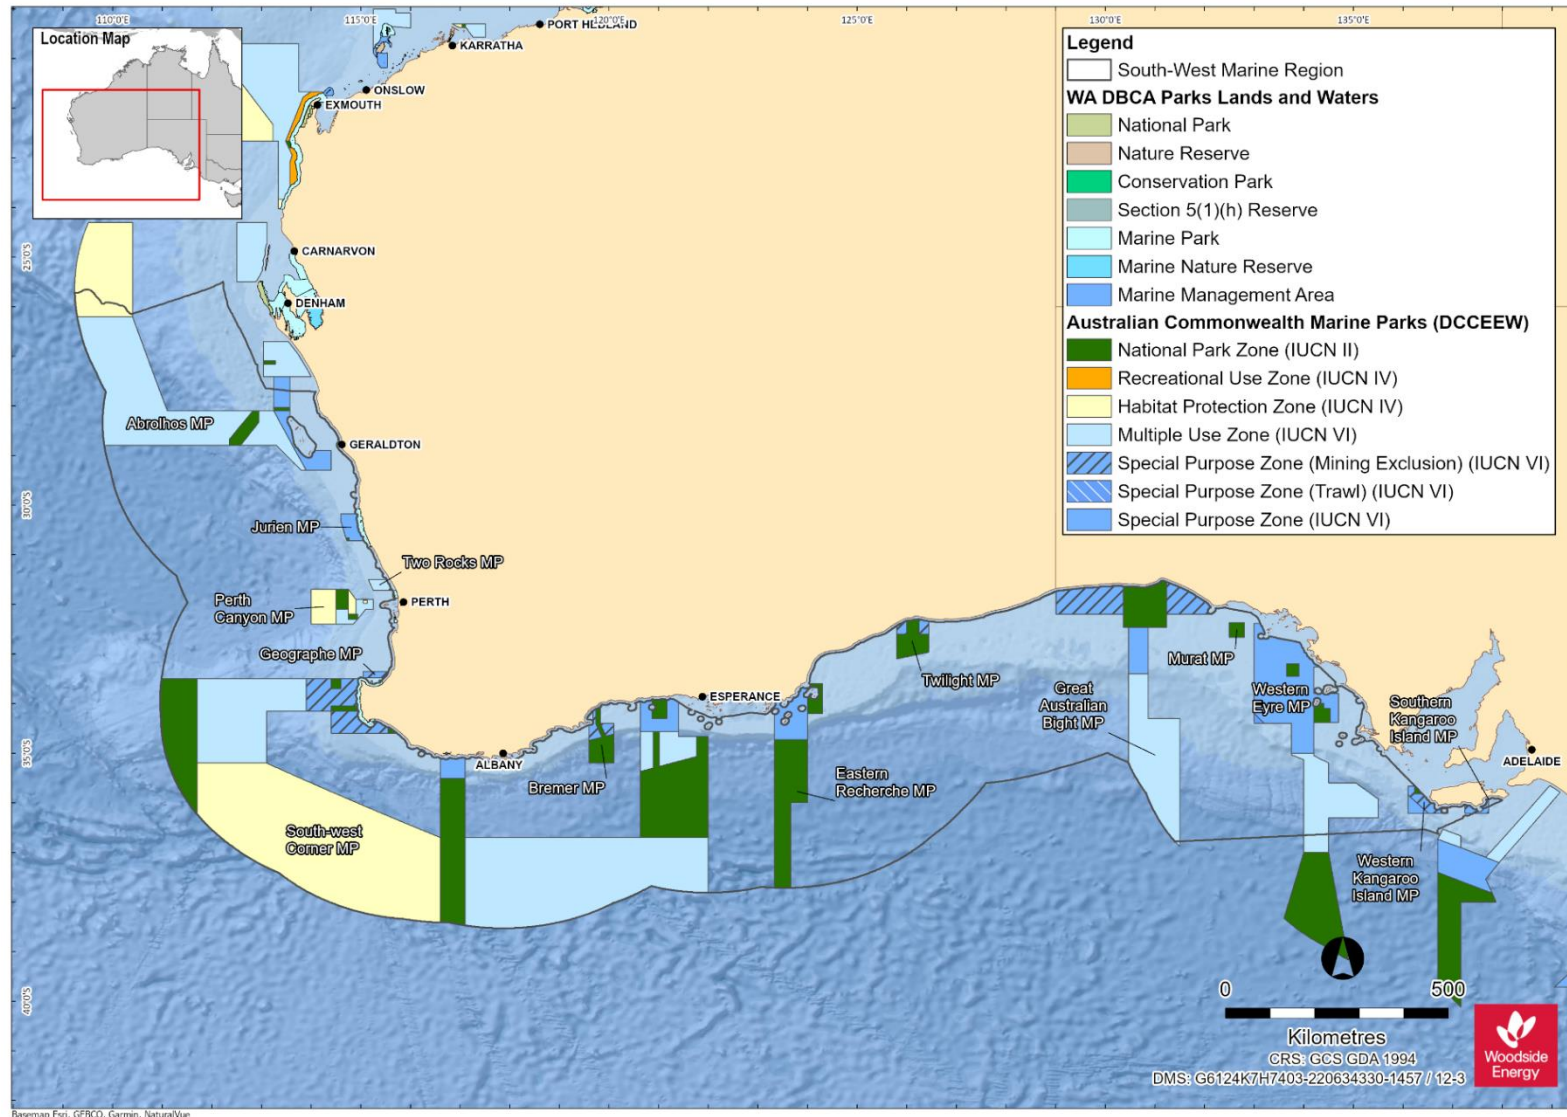 110°0'E
115°0'E
120°0'E
125°0'E
130°0'E
135°0'E
Location Map
PORT HEDLAND
KARRATHA
ONSLOW
EXMOUTH
CARNARVON
DENHAM
25°0'S
Abrolhos MP
GERALDTON
30°0'S
Jurien MP
Two Rocks MP
Perth
Canyon MP
PERTH
Geographe MP
35°0'S
ALBANY
ESPERANCE
Bremer MP
South-west
Corner MP
Eastern
Recherche MP
Twilight MP
Great
Australian
Bight MP
Murat MP
Western
Eyre MP
Southern
Kangaroo
Island MP
ADELAIDE
Western
Kangaroo
Island MP
40°0'S
Legend
South-West Marine Region
WA DBCA Parks Lands and Waters
National Park
Nature Reserve
Conservation Park
Section 5(1)(h) Reserve
Marine Park
Marine Nature Reserve
Marine Management Area
Australian Commonwealth Marine Parks (DCCEEW)
National Park Zone (IUCN II)
Recreational Use Zone (IUCN IV)
Habitat Protection Zone (IUCN IV)
Multiple Use Zone (IUCN VI)
Special Purpose Zone (Mining Exclusion) (IUCN VI)
Special Purpose Zone (Trawl) (IUCN VI)
Special Purpose Zone (IUCN VI)
0 500
Kilometres
CRS: GCS GDA 1994
DMS: G6124K7H7403-220634330-1457 / 12-3
Woodside
Energy
Basemap Esri, GEBCO, Garmin, NaturalVue